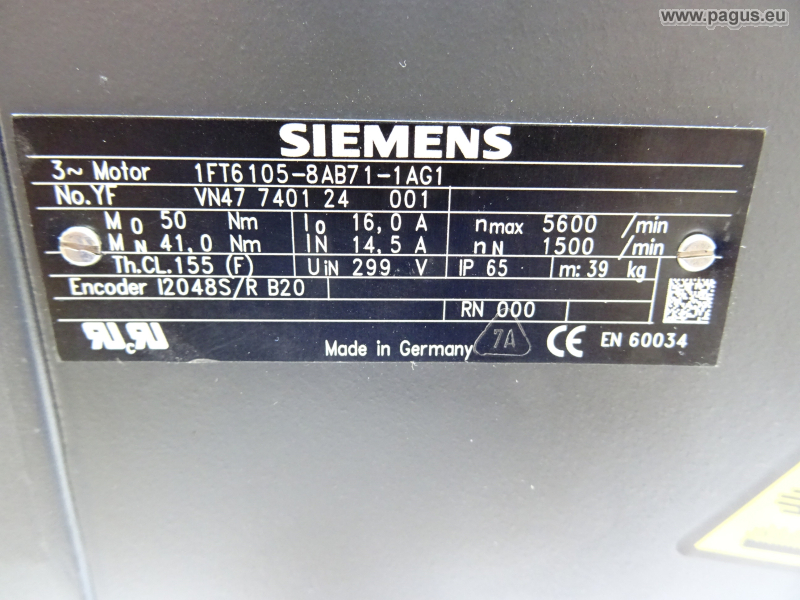 www.pagus.eu
SIEMENS
3~ Motor 1FT6105-8AB71-1AG1
No.YF VN47 7401 24 001
M0 50 Nm I0 16,0 A nmax 5600 /min
MN 41,0 Nm IN 14,5 A nN 1500 /min
Th.CL.155 (F) UIN 299 V IP 65 m: 39 kg
Encoder I2048S/R B20
RN 000
RU c RU Made in Germany 7A CE EN 60034